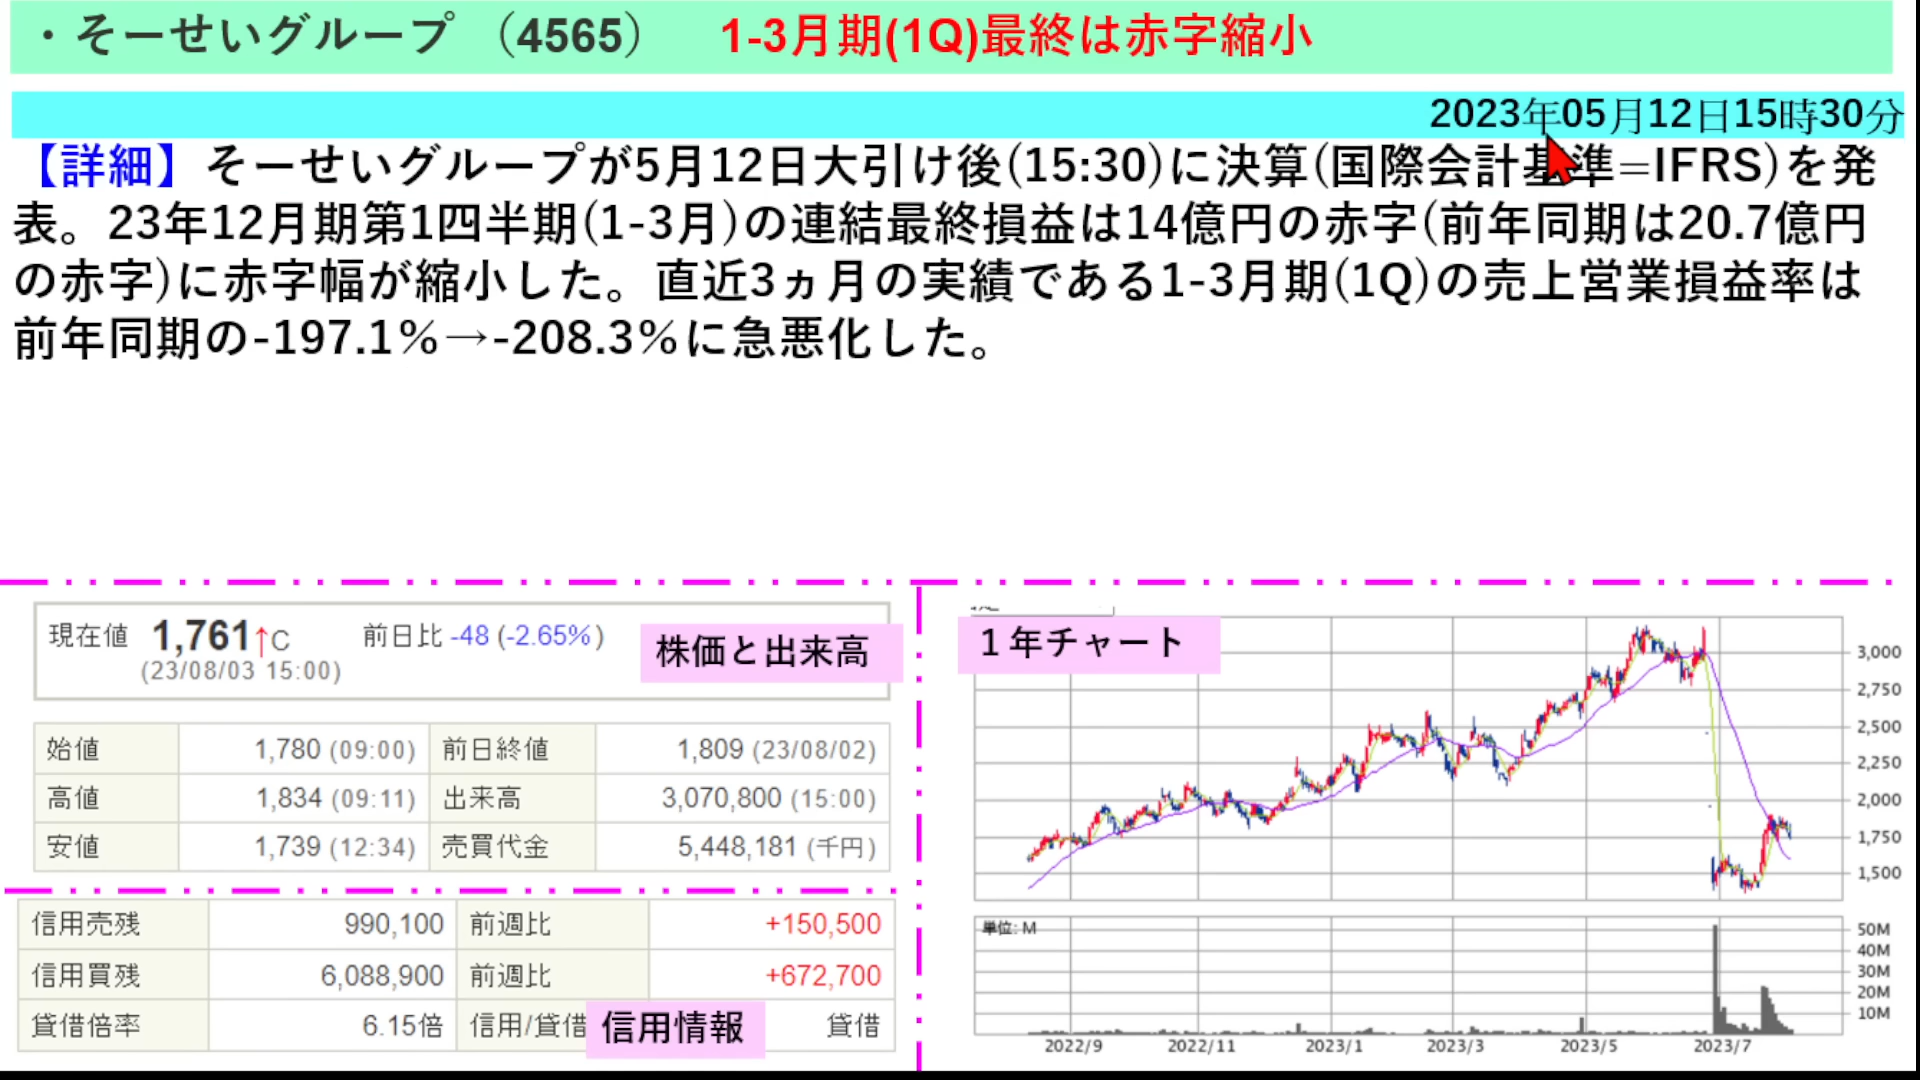 ・そーせいグループ （4565） 1-3月期(1Q)最終は赤字縮小
2023年05月12日15時30分
【詳細】そーせいグループが5月12日大引け後(15:30)に決算(国際会計基準=IFRS)を発
表。23年12月期第1四半期(1-3月)の連結最終損益は14億円の赤字(前年同期は20.7億円
の赤字)に赤字幅が縮小した。直近3ヵ月の実績である1-3月期(1Q)の売上営業損益率は
前年同期の-197.1%→-208.3%に急悪化した。
現在値 1,761↑C 前日比 -48 (-2.65%)
(23/08/03 15:00)
株価と出来高
始値 1,780 (09:00) 前日終値 1,809 (23/08/02)
高値 1,834 (09:11) 出来高 3,070,800 (15:00)
安値 1,739 (12:34) 売買代金 5,448,181 (千円)
信用売残 990,100 前週比 +150,500
信用買残 6,088,900 前週比 +672,700
貸借倍率 6.15倍 信用/貸借 貸借
信用情報
１年チャート
3,000
2,750
2,500
2,250
2,000
1,750
1,500
単位: M
50M
40M
30M
20M
10M
2022/9 2022/11 2023/1 2023/3 2023/5 2023/7